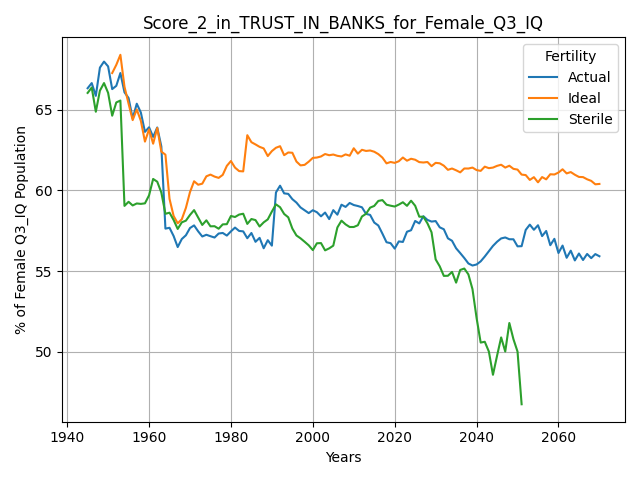 Score_2_in_TRUST_IN_BANKS_for_Female_Q3_IQ
% of Female Q3_IQ Population
65
60
55
50
1940
1960
1980
2000
2020
2040
2060
Years
Fertility
Actual
Ideal
Sterile